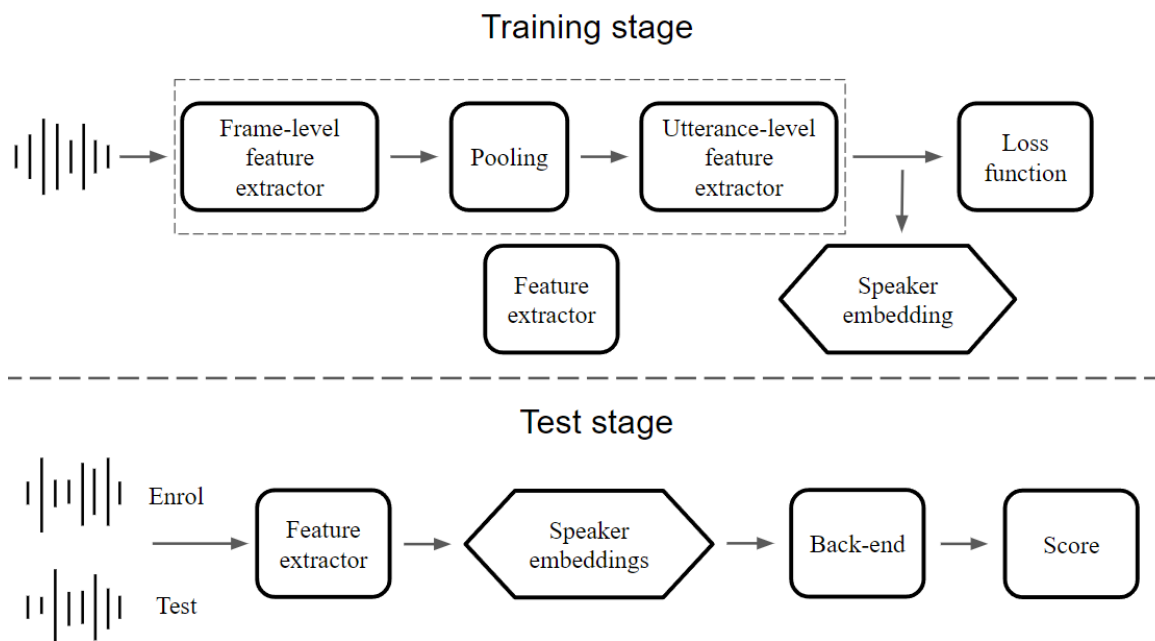 Training stage
Frame-level
feature
extractor
Pooling
Utterance-level
feature
extractor
Loss
function
Feature
extractor
Speaker
embedding
Test stage
Enrol
Test
Feature
extractor
Speaker
embeddings
Back-end
Score